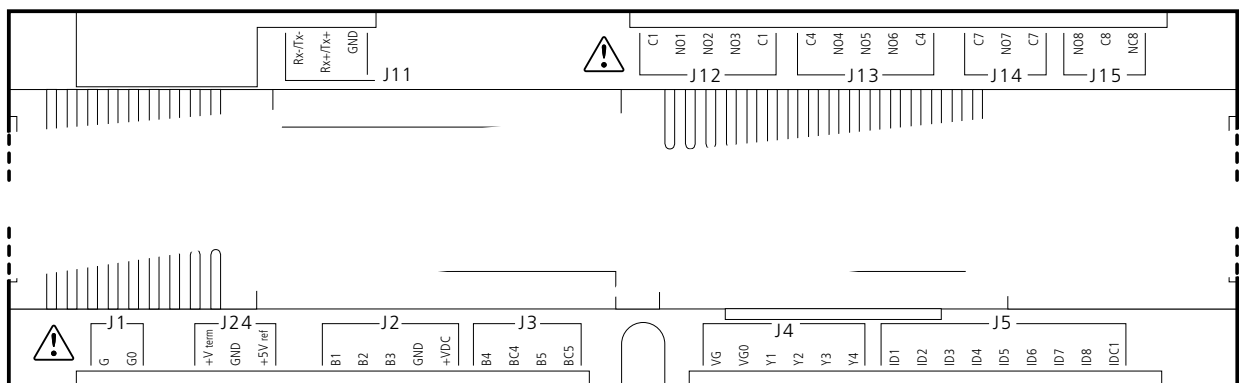 Rx-/Tx-
Rx+/Tx+
GND
J11
C1
NO1
NO2
NO3
C1
J12
C4
NO4
NO5
NO6
C4
J13
C7
NO7
C7
J14
NO8
C8
NC8
J15
J1
G
G0
J24
+V term
GND
+5V ref
J2
B1
B2
B3
GND
+VDC
J3
B4
BC4
B5
BC5
J4
VG
VG0
Y1
Y2
Y3
Y4
J5
ID1
ID2
ID3
ID4
ID5
ID6
ID7
ID8
IDC1